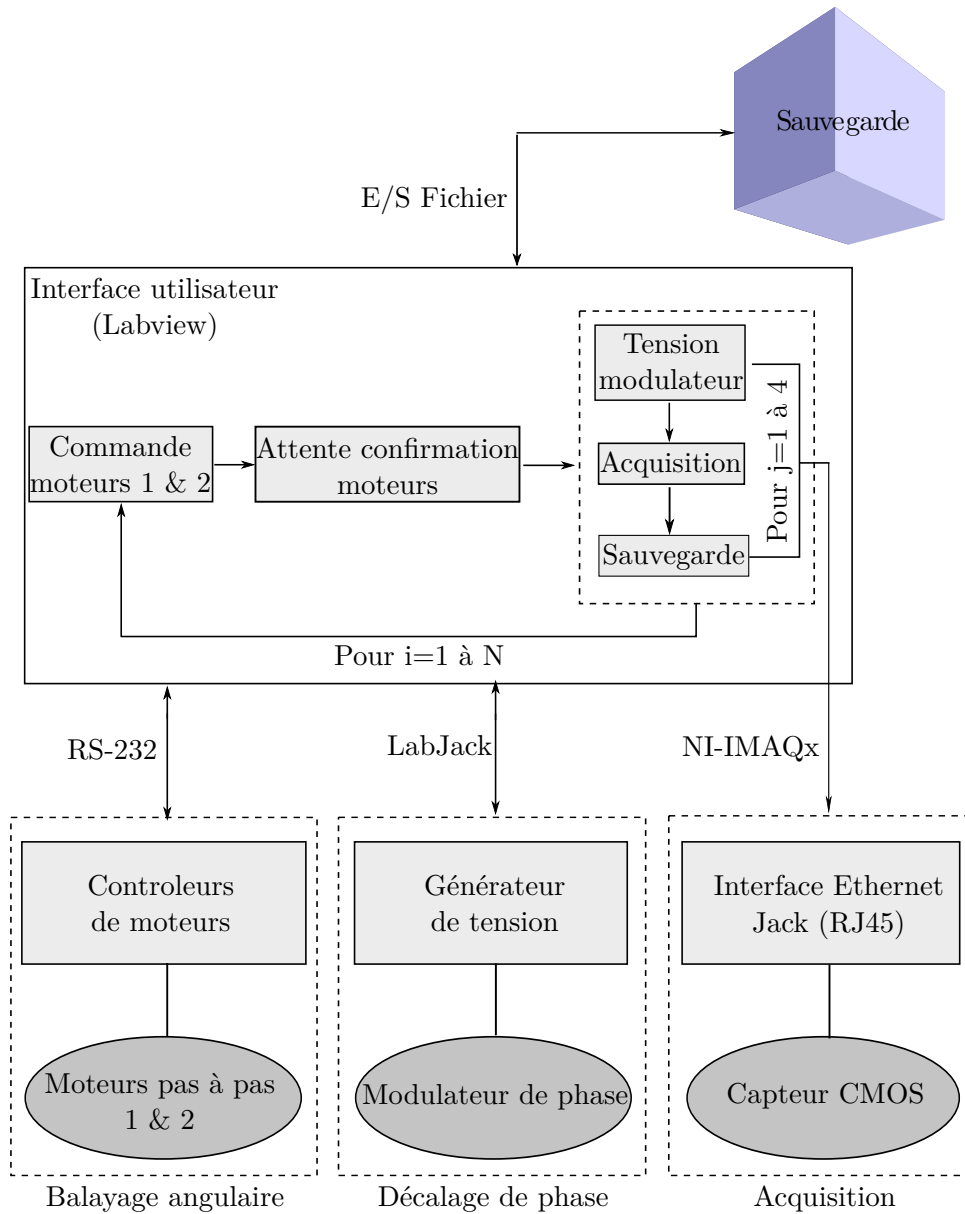 Sauvegarde
E/S Fichier
Interface utilisateur
(Labview)
Tension
modulateur
Commande
moteurs 1 & 2
Attente confirmation
moteurs
Acquisition
Sauvegarde
Pour j=1 à 4
Pour i=1 à N
RS-232
LabJack
NI-IMAQx
Controleurs
de moteurs
Générateur
de tension
Interface Ethernet
Jack (RJ45)
Moteurs pas à pas
1 & 2
Modulateur de phase
Capteur CMOS
Balayage angulaire
Décalage de phase
Acquisition